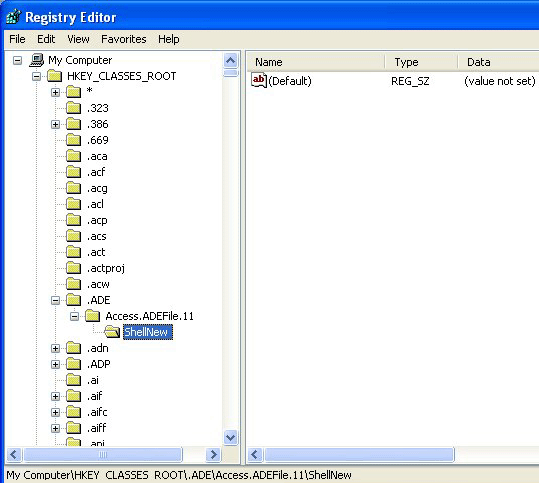 Registry Editor
File Edit View Favorites Help
My Computer
HKEY_CLASSES_ROOT
*
.323
.386
.669
.aca
.acf
.acg
.acl
.acp
.acs
.act
.actproj
.acw
.ADE
Access.ADEFile.11
ShellNew
.adn
.ADP
.ai
.aif
.aifc
.aiff
Name Type Data
ab (Default) REG_SZ (value not set)
My Computer\HKEY_CLASSES_ROOT\.ADE\Access.ADEFile.11\ShellNew